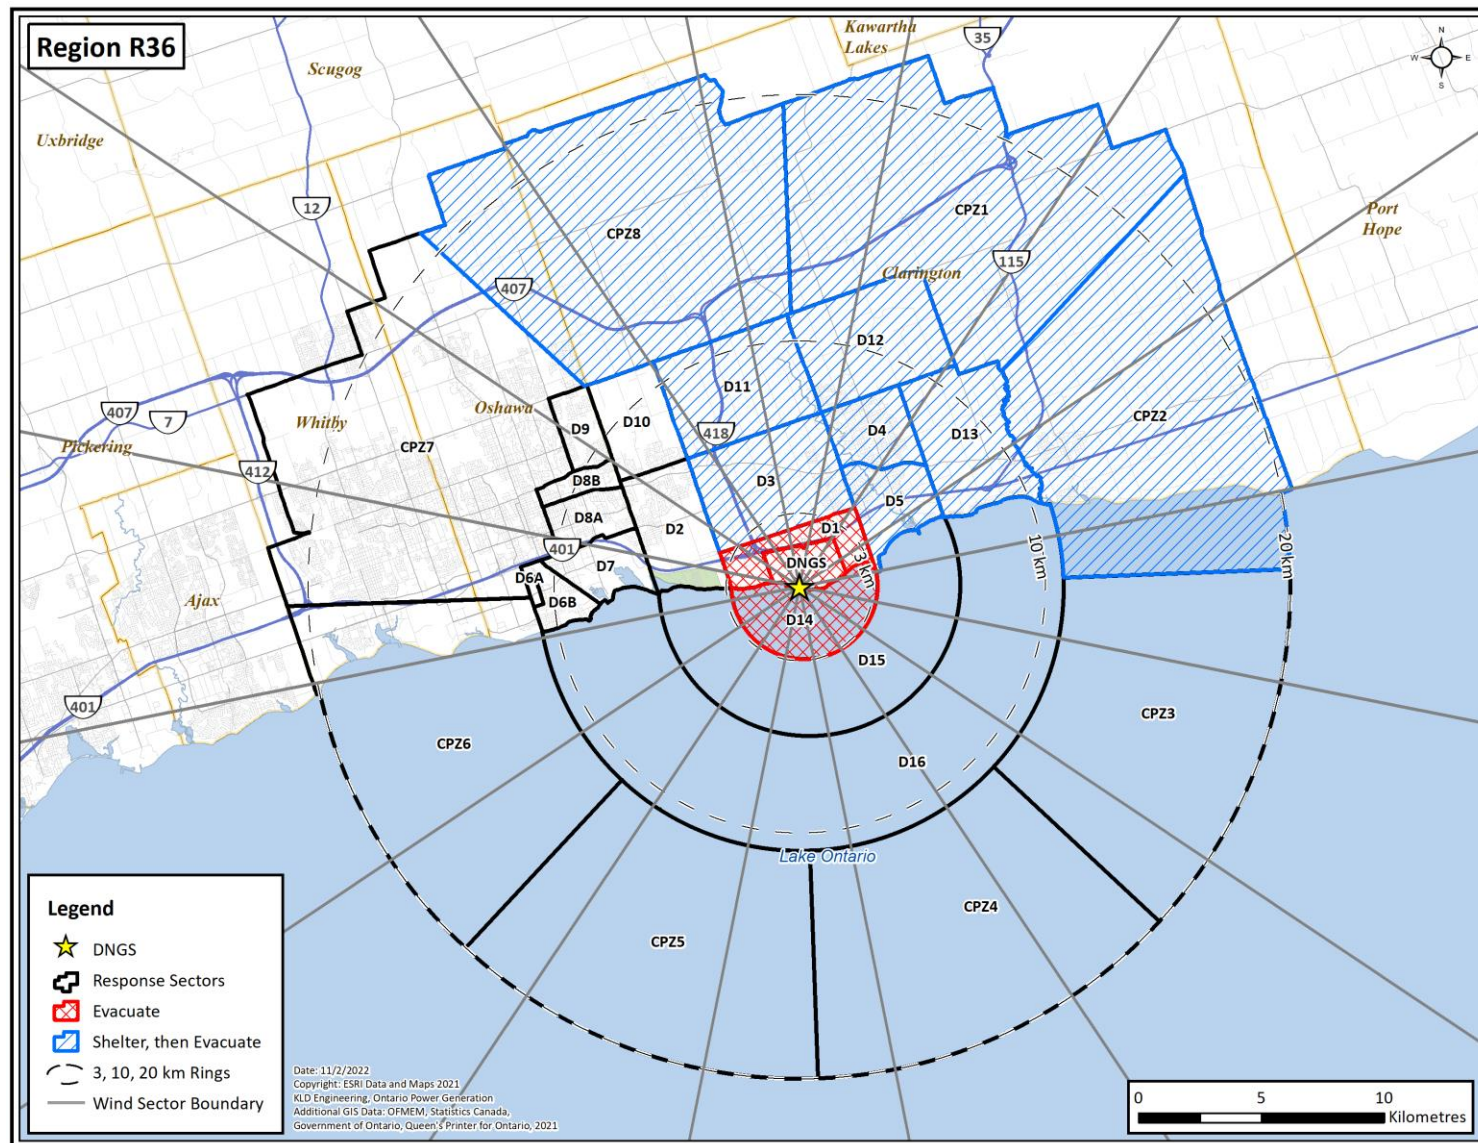 Region R36
Kawartha
Lakes
35
N
W
E
S
Scugog
Uxbridge
12
CPZ8
CPZ1
Port
Hope
115
Clarington
407
D12
D11
407
7
Whitby
Oshawa
Pickering
CPZ7
D9
D10
418
D4
D13
CPZ2
412
D8B
D3
D8A
D2
D5
D1
401
D7
DNGS
3 km
10 km
20 km
D6A
D6B
Ajax
D14
D15
401
CPZ6
CPZ3
D16
Lake Ontario
CPZ5
CPZ4
Legend
DNGS
Response Sectors
Evacuate
Shelter, then Evacuate
3, 10, 20 km Rings
Wind Sector Boundary
Date: 11/2/2022
Copyright: ESRI Data and Maps 2021
KLD Engineering, Ontario Power Generation
Additional GIS Data: OFMEM, Statistics Canada,
Government of Ontario, Queen's Printer for Ontario, 2021
0 5 10
Kilometres